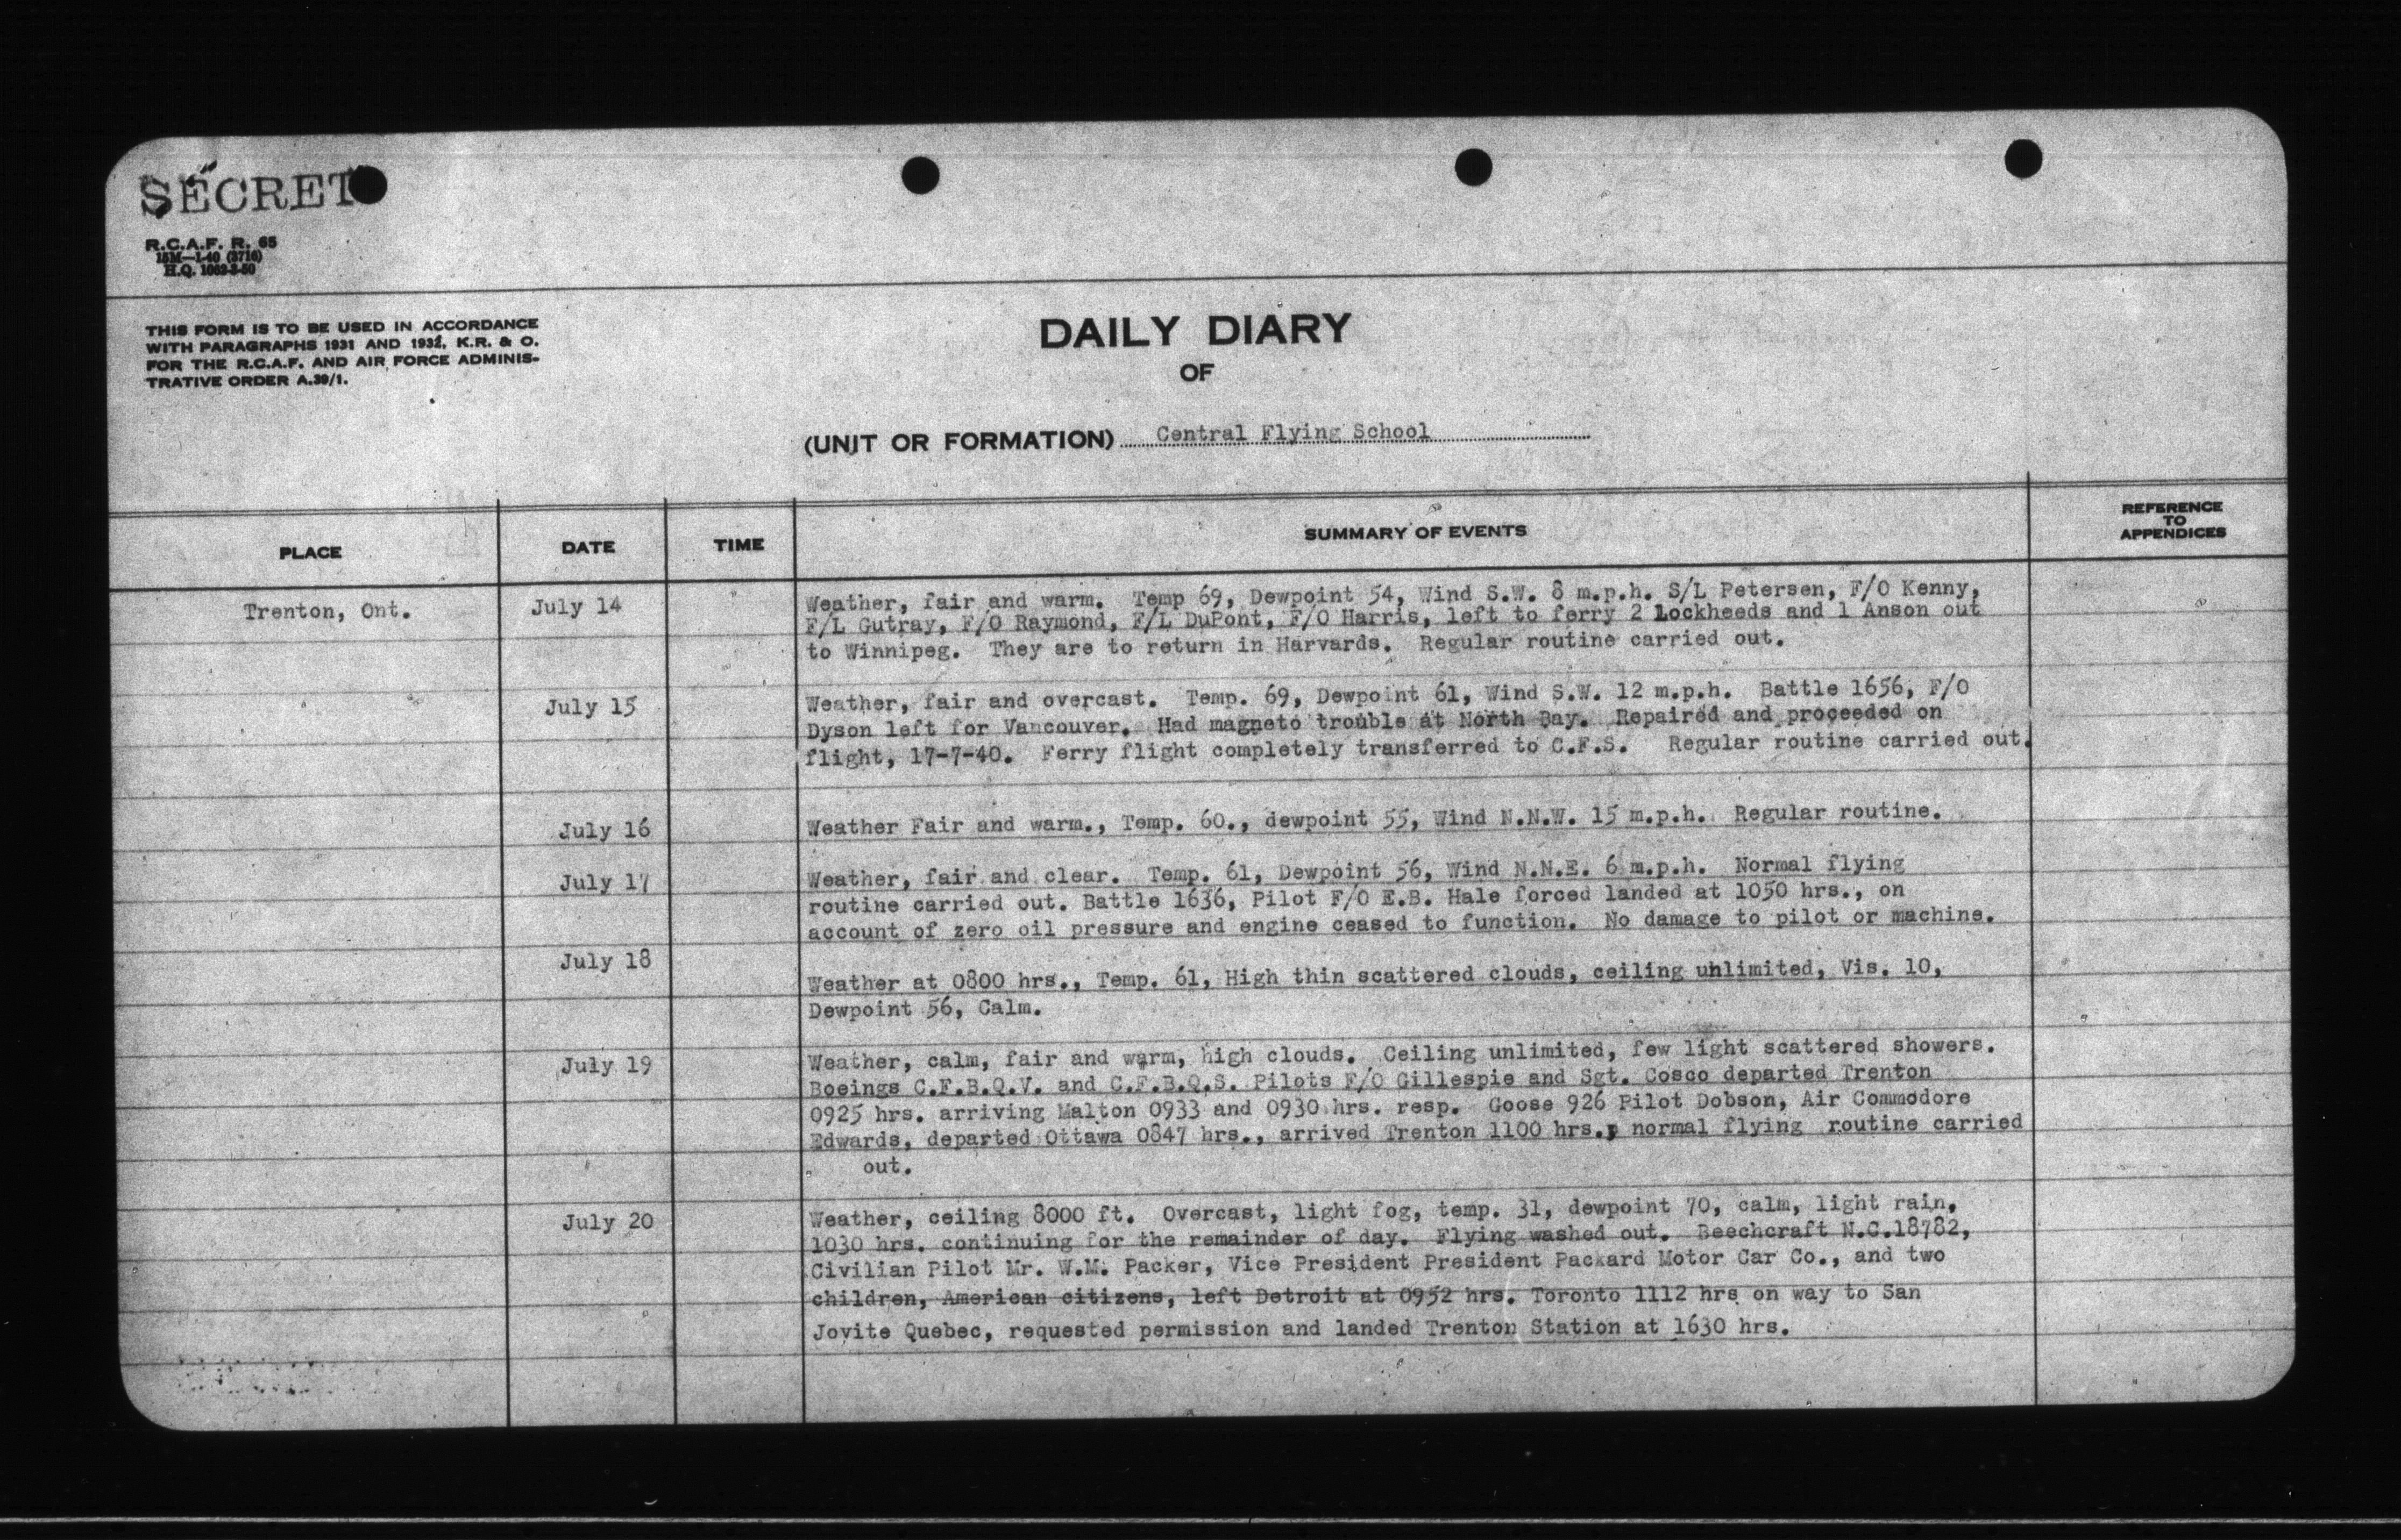 SECRET
R.C.A.F. R. 65
15M—1-40 (3716)
H.Q. 1062-3-50
THIS FORM IS TO BE USED IN ACCORDANCE
WITH PARAGRAPHS 1931 AND 1932, K.R. & O.
FOR THE R.C.A.F. AND AIR FORCE ADMINIS-
TRATIVE ORDER A.39/1.
DAILY DIARY
OF
(UNIT OR FORMATION) Central Flying School
PLACE DATE TIME SUMMARY OF EVENTS REFERENCE TO APPENDICES
Trenton, Ont. July 14 Weather, fair and warm. Temp 69, Dewpoint 54, Wind S.W. 8 m.p.h. S/L Petersen, F/O Kenny,
F/L Gutray, F/O Raymond, F/L DuPont, F/O Harris, left to ferry 2 Lockheeds and 1 Anson out
to Winnipeg. They are to return in Harvards. Regular routine carried out.
July 15 Weather, fair and overcast. Temp. 69, Dewpoint 61, Wind S.W. 12 m.p.h. Battle 1656, F/O
Dyson left for Vancouver. Had magneto trouble at North Bay. Repaired and proceeded on
flight, 17-7-40. Ferry flight completely transferred to C.F.S. Regular routine carried out.
July 16 Weather Fair and warm., Temp. 60., dewpoint 55, Wind N.N.W. 15 m.p.h. Regular routine.
July 17 Weather, fair and clear. Temp. 61, Dewpoint 56, Wind N.N.E. 6 m.p.h. Normal flying
routine carried out. Battle 1636, Pilot F/O E.B. Hale forced landed at 1050 hrs., on
account of zero oil pressure and engine ceased to function. No damage to pilot or machine.
July 18
Weather at 0800 hrs., Temp. 61, High thin scattered clouds, ceiling unlimited, Vis. 10,
Dewpoint 56, Calm.
July 19 Weather, calm, fair and warm, high clouds. Ceiling unlimited, few light scattered showers.
Boeings C.F.B.Q.V. and C.F.B.Q.S. Pilots F/O Gillespie and Sgt. Cosco departed Trenton
0925 hrs. arriving Malton 0933 and 0930 hrs. resp. Goose 926 Pilot Dobson, Air Commodore
Edwards, departed Ottawa 0847 hrs., arrived Trenton 1100 hrs., normal flying routine carried
out.
July 20 Weather, ceiling 8000 ft. Overcast, light fog, temp. 31, dewpoint 70, calm, light rain,
1030 hrs. continuing for the remainder of day. Flying washed out. Beechcraft N.C.18782,
Civilian Pilot Mr. W.M. Packer, Vice President President Packard Motor Car Co., and two
children, American citizens, left Detroit at 0952 hrs. Toronto 1112 hrs on way to San
Jovite Quebec, requested permission and landed Trenton Station at 1630 hrs.